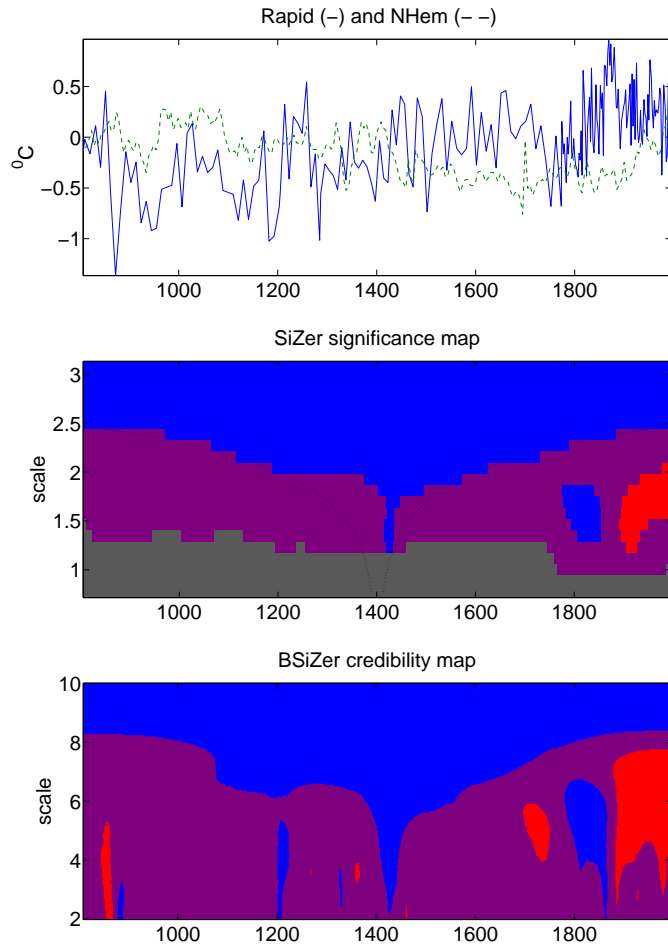 Rapid (−) and NHem (− −)
0.5
0
−0.5
−1
⁰C
1000 1200 1400 1600 1800
SiZer significance map
3
2.5
2
1.5
1
scale
1000 1200 1400 1600 1800
BSiZer credibility map
10
8
6
4
2
scale
1000 1200 1400 1600 1800